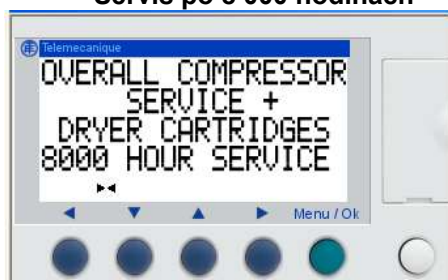 Servis po 8 000 hodinách
Telemecanique
OVERALL COMPRESSOR
SERVICE +
DRYER CARTRIDGES
8000 HOUR SERVICE
Menu / Ok